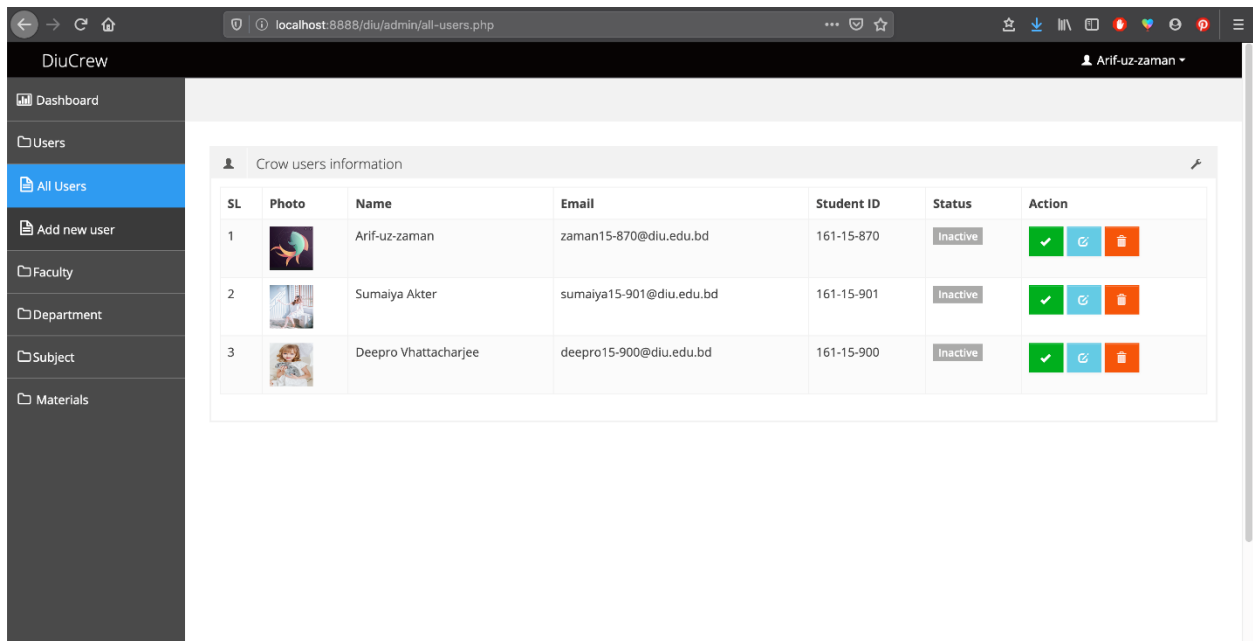 localhost:8888/diu/admin/all-users.php
DiuCrew
Arif-uz-zaman
Dashboard
Users
All Users
Add new user
Faculty
Department
Subject
Materials
Crow users information
SL Photo Name Email Student ID Status Action
1 Arif-uz-zaman zaman15-870@diu.edu.bd 161-15-870 Inactive
2 Sumaiya Akter sumaiya15-901@diu.edu.bd 161-15-901 Inactive
3 Deepro Vhattacharjee deepro15-900@diu.edu.bd 161-15-900 Inactive